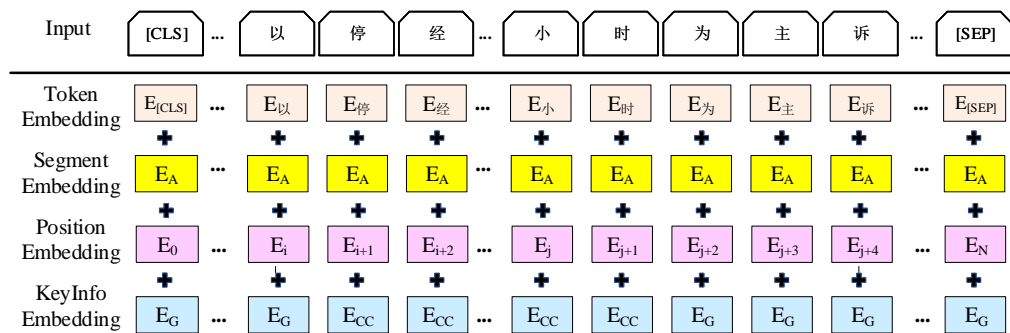 Input [CLS] ... 以 停 经 ... 小 时 为 主 诉 ... [SEP]
Token Embedding E[CLS] ... E以 E停 E经 ... E小 E时 E为 E主 E诉 ... E[SEP]
+ + + + + + + + + +
Segment Embedding EA ... EA EA EA ... EA EA EA EA EA ... EA
+ + + + + + + + + +
Position Embedding E0 ... Ei Ei+1 Ei+2 ... Ej Ej+1 Ej+2 Ej+3 Ej+4 ... EN
+ + + + + + + + + +
KeyInfo Embedding EG ... EG ECC ECC ... ECC ECC EG EG EG ... EG